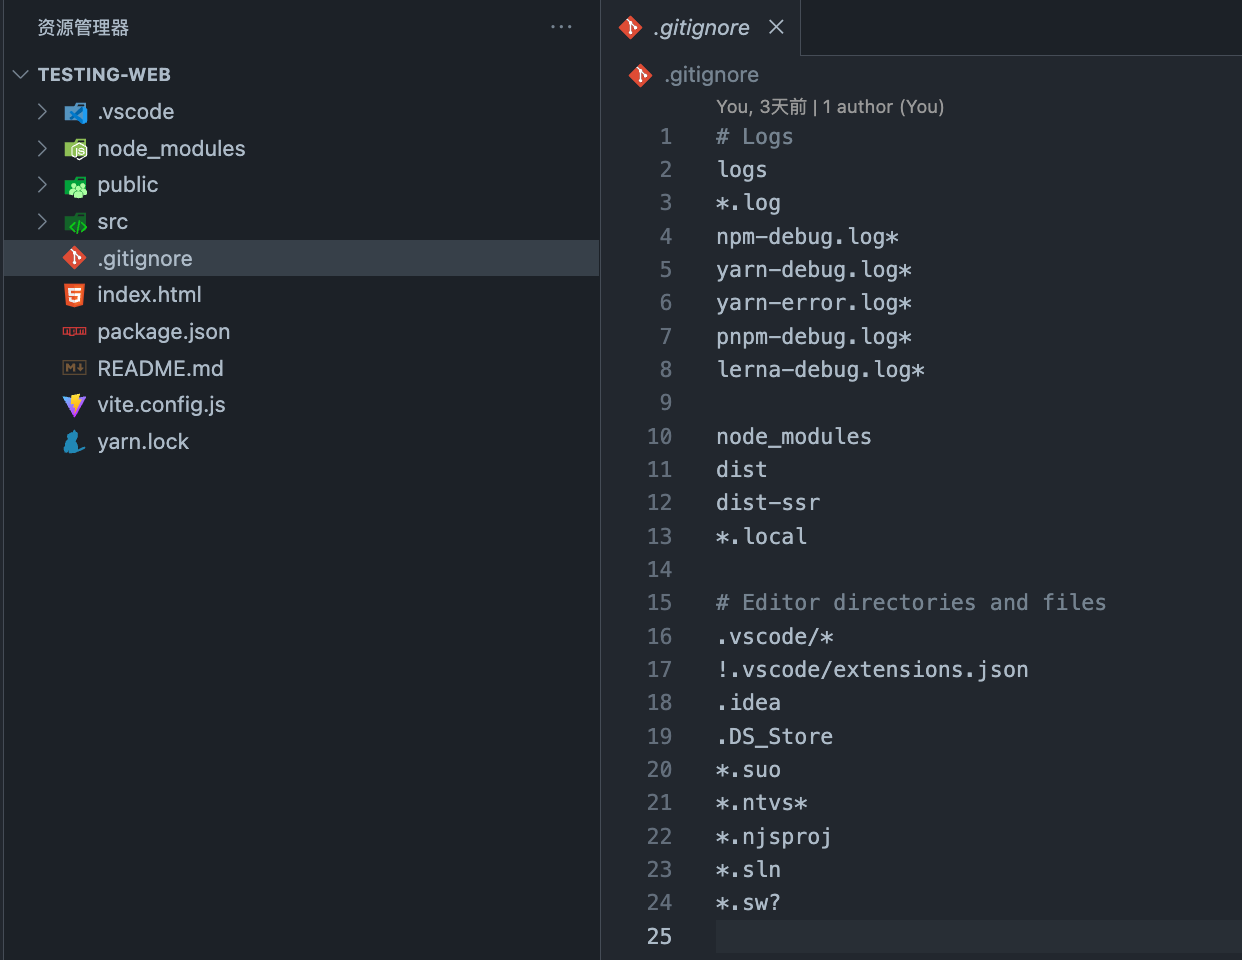 资源管理器
TESTING-WEB
.vscode
node_modules
public
src
.gitignore
index.html
package.json
README.md
vite.config.js
yarn.lock
.gitignore
.gitignore
You, 3天前 | 1 author (You)
1 # Logs
2 logs
3 *.log
4 npm-debug.log*
5 yarn-debug.log*
6 yarn-error.log*
7 pnpm-debug.log*
8 lerna-debug.log*
9
10 node_modules
11 dist
12 dist-ssr
13 *.local
14
15 # Editor directories and files
16 .vscode/*
17 !.vscode/extensions.json
18 .idea
19 .DS_Store
20 *.suo
21 *.ntvs*
22 *.njsproj
23 *.sln
24 *.sw?
25